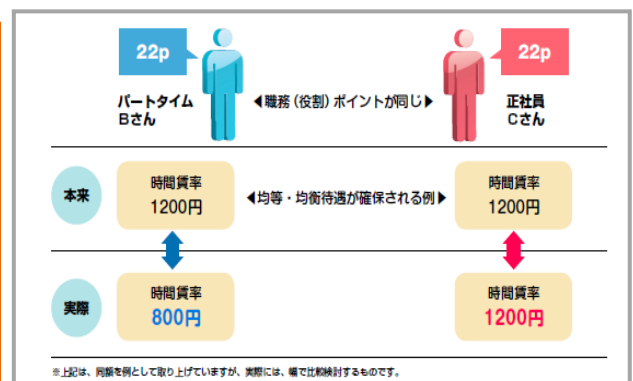 22p
22p
パートタイム
Bさん
◀職務(役割)ポイントが同じ▶
正社員
Cさん
本来
時間賃率
1200円
◀均等・均衡待遇が確保される例▶
時間賃率
1200円
実際
時間賃率
800円
時間賃率
1200円
※上記は、同額を例として取り上げていますが、実際には、幅で比較検討するものです。